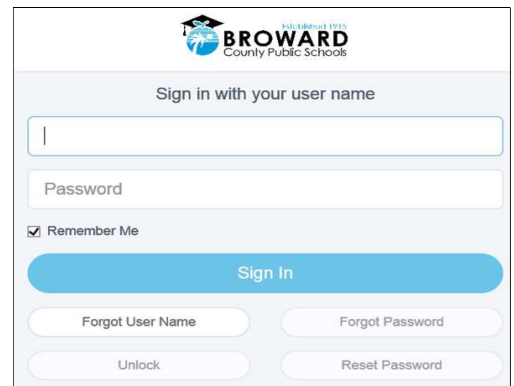 Established 1915
BROWARD
County Public Schools
Sign in with your user name
Password
Remember Me
Sign In
Forgot User Name
Forgot Password
Unlock
Reset Password